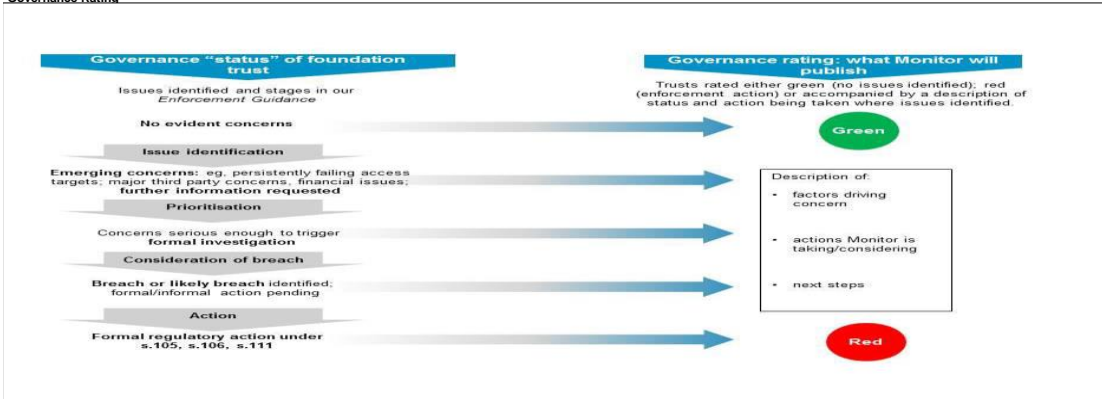 Governance Rating
Governance "status" of foundation
trust
Issues identified and stages in our
Enforcement Guidance
No evident concerns
Issue identification
Emerging concerns: eg, persistently failing access
targets; major third party concerns, financial issues;
further information requested
Prioritisation
Concerns serious enough to trigger
formal investigation
Consideration of breach
Breach or likely breach identified;
formal/informal action pending
Action
Formal regulatory action under
s.105, s.106, s.111
Governance rating: what Monitor will
publish
Trusts rated either green (no issues identified); red
(enforcement action) or accompanied by a description of
status and action being taken where issues identified.
Green
Description of:
• factors driving
concern
• actions Monitor is
taking/considering
• next steps
Red